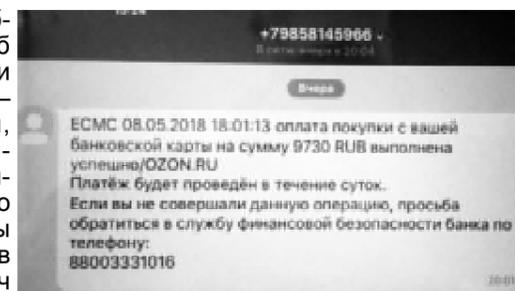 +79858145966
Вчера
ЕСМС 08.05.2018 18:01:13 оплата покупки с вашей
банковской карты на сумму 9730 RUB выполнена
успешно/OZON.RU
Платёж будет проведён в течение суток.
Если вы не совершали данную операцию, просьба
обратиться в службу финансовой безопасности банка по
телефону:
88003331016